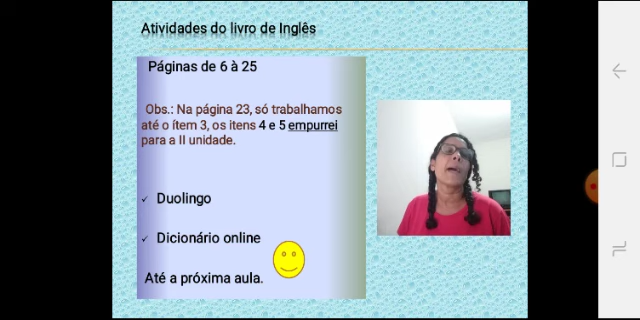 Atividades do livro de Inglês
Páginas de 6 à 25
Obs.: Na página 23, só trabalhamos
até o ítem 3, os itens 4 e 5 empurrei
para a II unidade.
Duolingo
Dicionário online
Até a próxima aula.